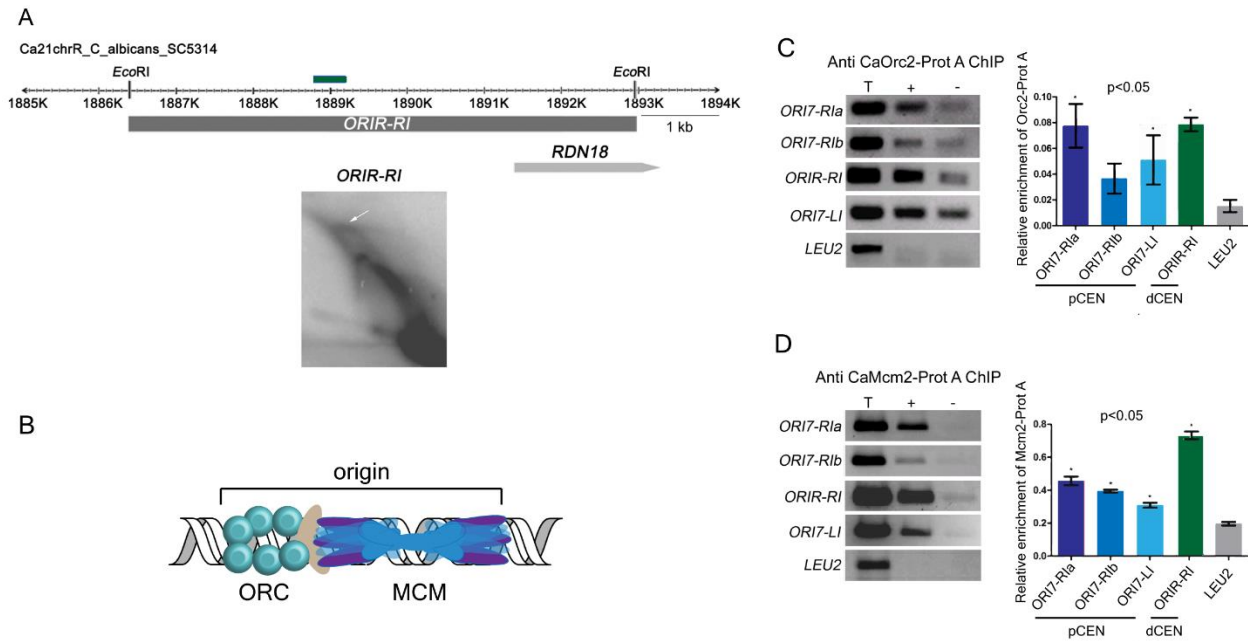 A
Ca21chrR_C_albicans_SC5314
EcoRI EcoRI
1885K 1886K 1887K 1888K 1889K 1890K 1891K 1892K 1893K 1894K
ORIR-RI
1 kb
RDN18
ORIR-RI
B
origin
ORC MCM
C
Anti CaOrc2-Prot A ChIP
T + -
ORI7-RIa
ORI7-RIb
ORIR-RI
ORI7-LI
LEU2
Relative enrichment of Orc2-Prot A
p<0.05
0.10
0.08
0.06
0.04
0.02
0.00
ORI7-RIa ORI7-RIb ORI7-LI ORIR-RI LEU2
pCEN dCEN
D
Anti CaMcm2-Prot A ChIP
T + -
ORI7-RIa
ORI7-RIb
ORIR-RI
ORI7-LI
LEU2
Relative enrichment of Mcm2-Prot A
p<0.05
0.8
0.6
0.4
0.2
0.0
ORI7-RIa ORI7-RIb ORI7-LI ORIR-RI LEU2
pCEN dCEN